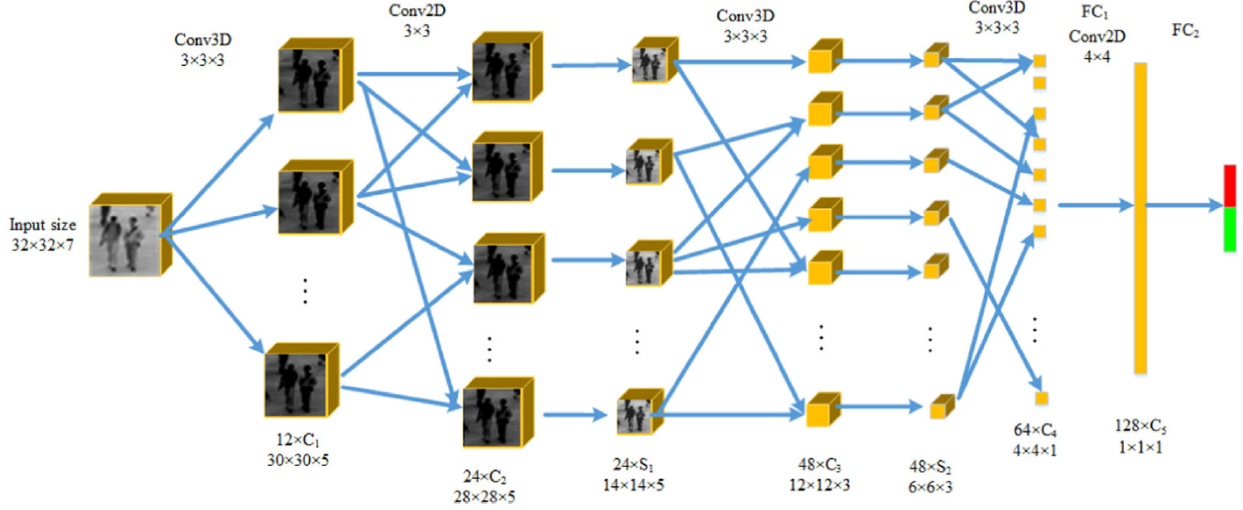 Conv3D
3×3×3
Conv2D
3×3
Conv3D
3×3×3
Conv3D
3×3×3
FC₁
Conv2D
4×4
FC₂
Input size
32×32×7
12×C₁
30×30×5
24×C₂
28×28×5
24×S₁
14×14×5
48×C₃
12×12×3
48×S₂
6×6×3
64×C₄
4×4×1
128×C₅
1×1×1